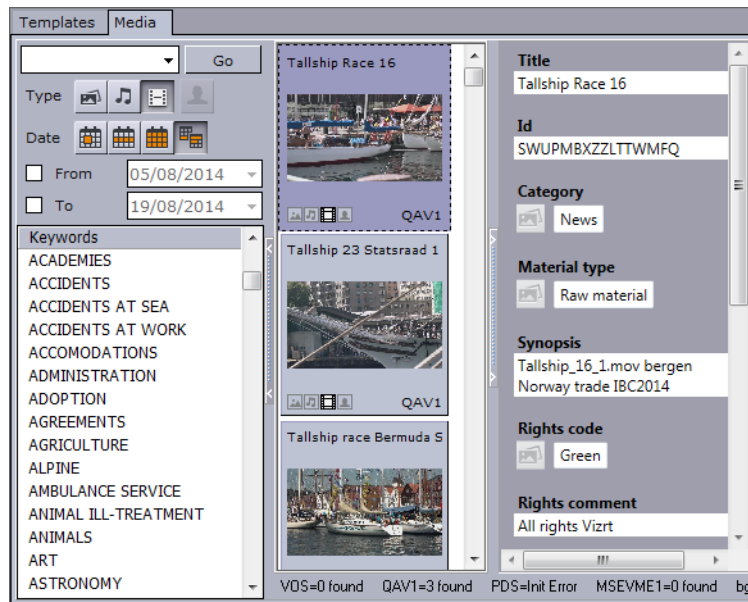 Templates Media
Go
Type
Date
From 05/08/2014
To 19/08/2014
Keywords
ACADEMIES
ACCIDENTS
ACCIDENTS AT SEA
ACCIDENTS AT WORK
ACCOMODATIONS
ADMINISTRATION
ADOPTION
AGREEMENTS
AGRICULTURE
ALPINE
AMBULANCE SERVICE
ANIMAL ILL-TREATMENT
ANIMALS
ART
ASTRONOMY
Tallship Race 16
QAV1
Tallship 23 Statsraad 1
QAV1
Tallship race Bermuda S
Title
Tallship Race 16
Id
SWUPMBXZZLTTWMFQ
Category
News
Material type
Raw material
Synopsis
Tallship_16_1.mov bergen
Norway trade IBC2014
Rights code
Green
Rights comment
All rights Vizrt
VOS=0 found QAV1=3 found PDS=Init Error MSEVME1=0 found bg